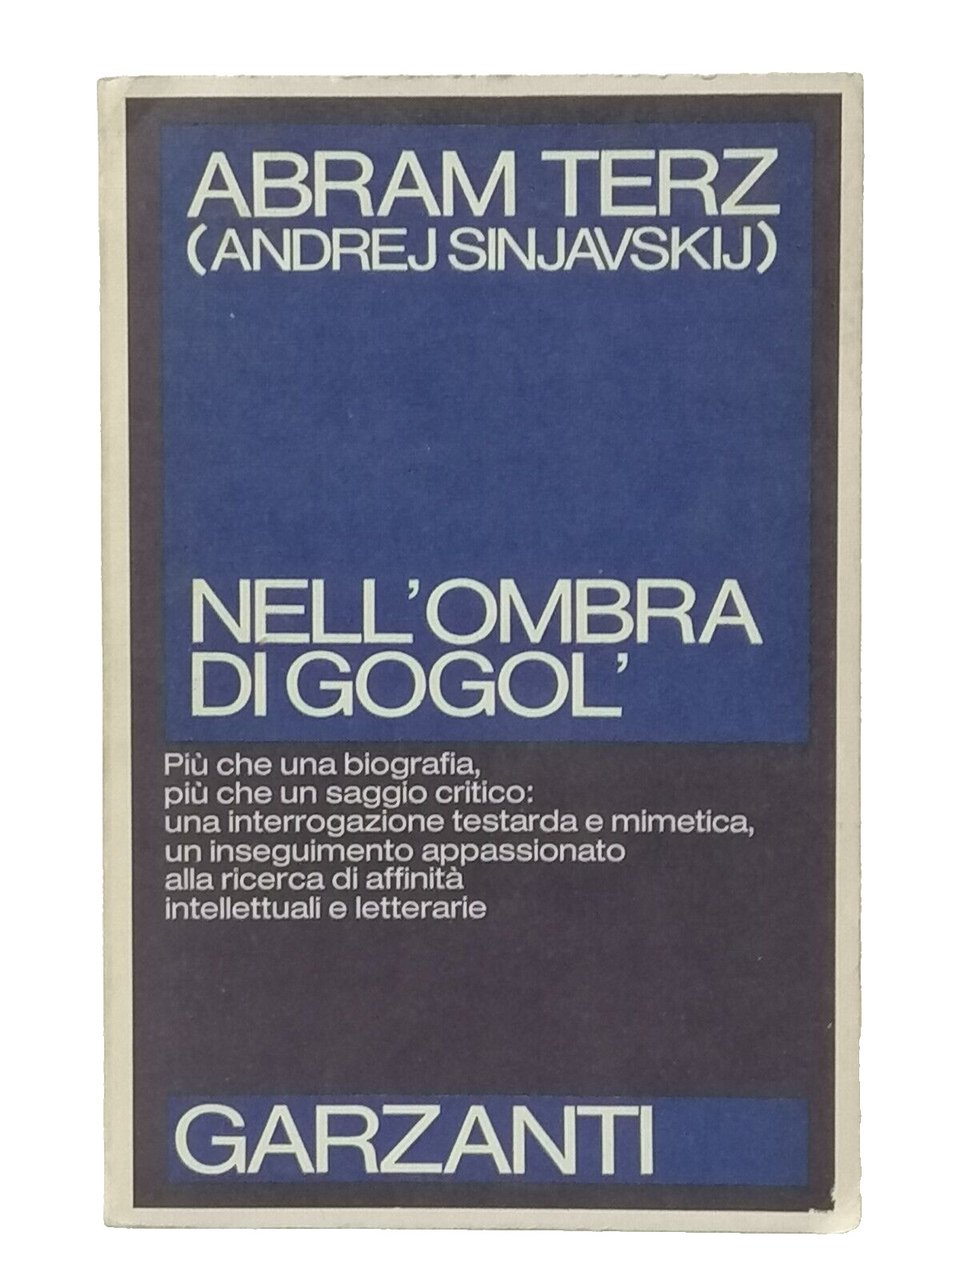 ABRAM TERZ
(ANDREJ SINJAVSKIJ)
NELL'OMBRA
DI GOGOL'
Più che una biografia,
più che un saggio critico:
una interrogazione testarda e mimetica,
un inseguimento appassionato
alla ricerca di affinità
intellettuali e letterarie
GARZANTI